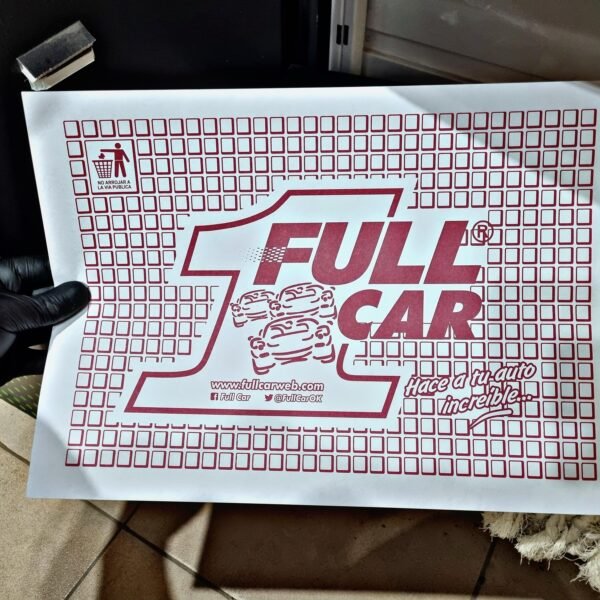 NO ARROJAR A
LA VIA PUBLICA
1
FULL ®
CAR
www.fullcarweb.com
Full Car @FullCarOK
Hace a tu auto
increíble...